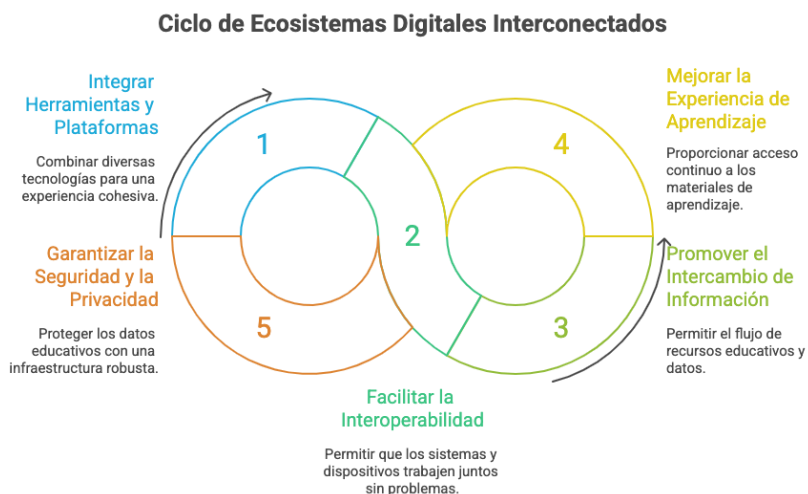 Ciclo de Ecosistemas Digitales Interconectados
Integrar
Herramientas y
Plataformas
Combinar diversas
tecnologías para una
experiencia cohesiva.
1
2
Facilitar la
Interoperabilidad
Permitir que los sistemas y
dispositivos trabajen juntos
sin problemas.
3
Promover el
Intercambio de
Información
Permitir el flujo de
recursos educativos y
datos.
4
Mejorar la
Experiencia de
Aprendizaje
Proporcionar acceso
continuo a los
materiales de
aprendizaje.
5
Garantizar la
Seguridad y la
Privacidad
Proteger los datos
educativos con una
infraestructura robusta.